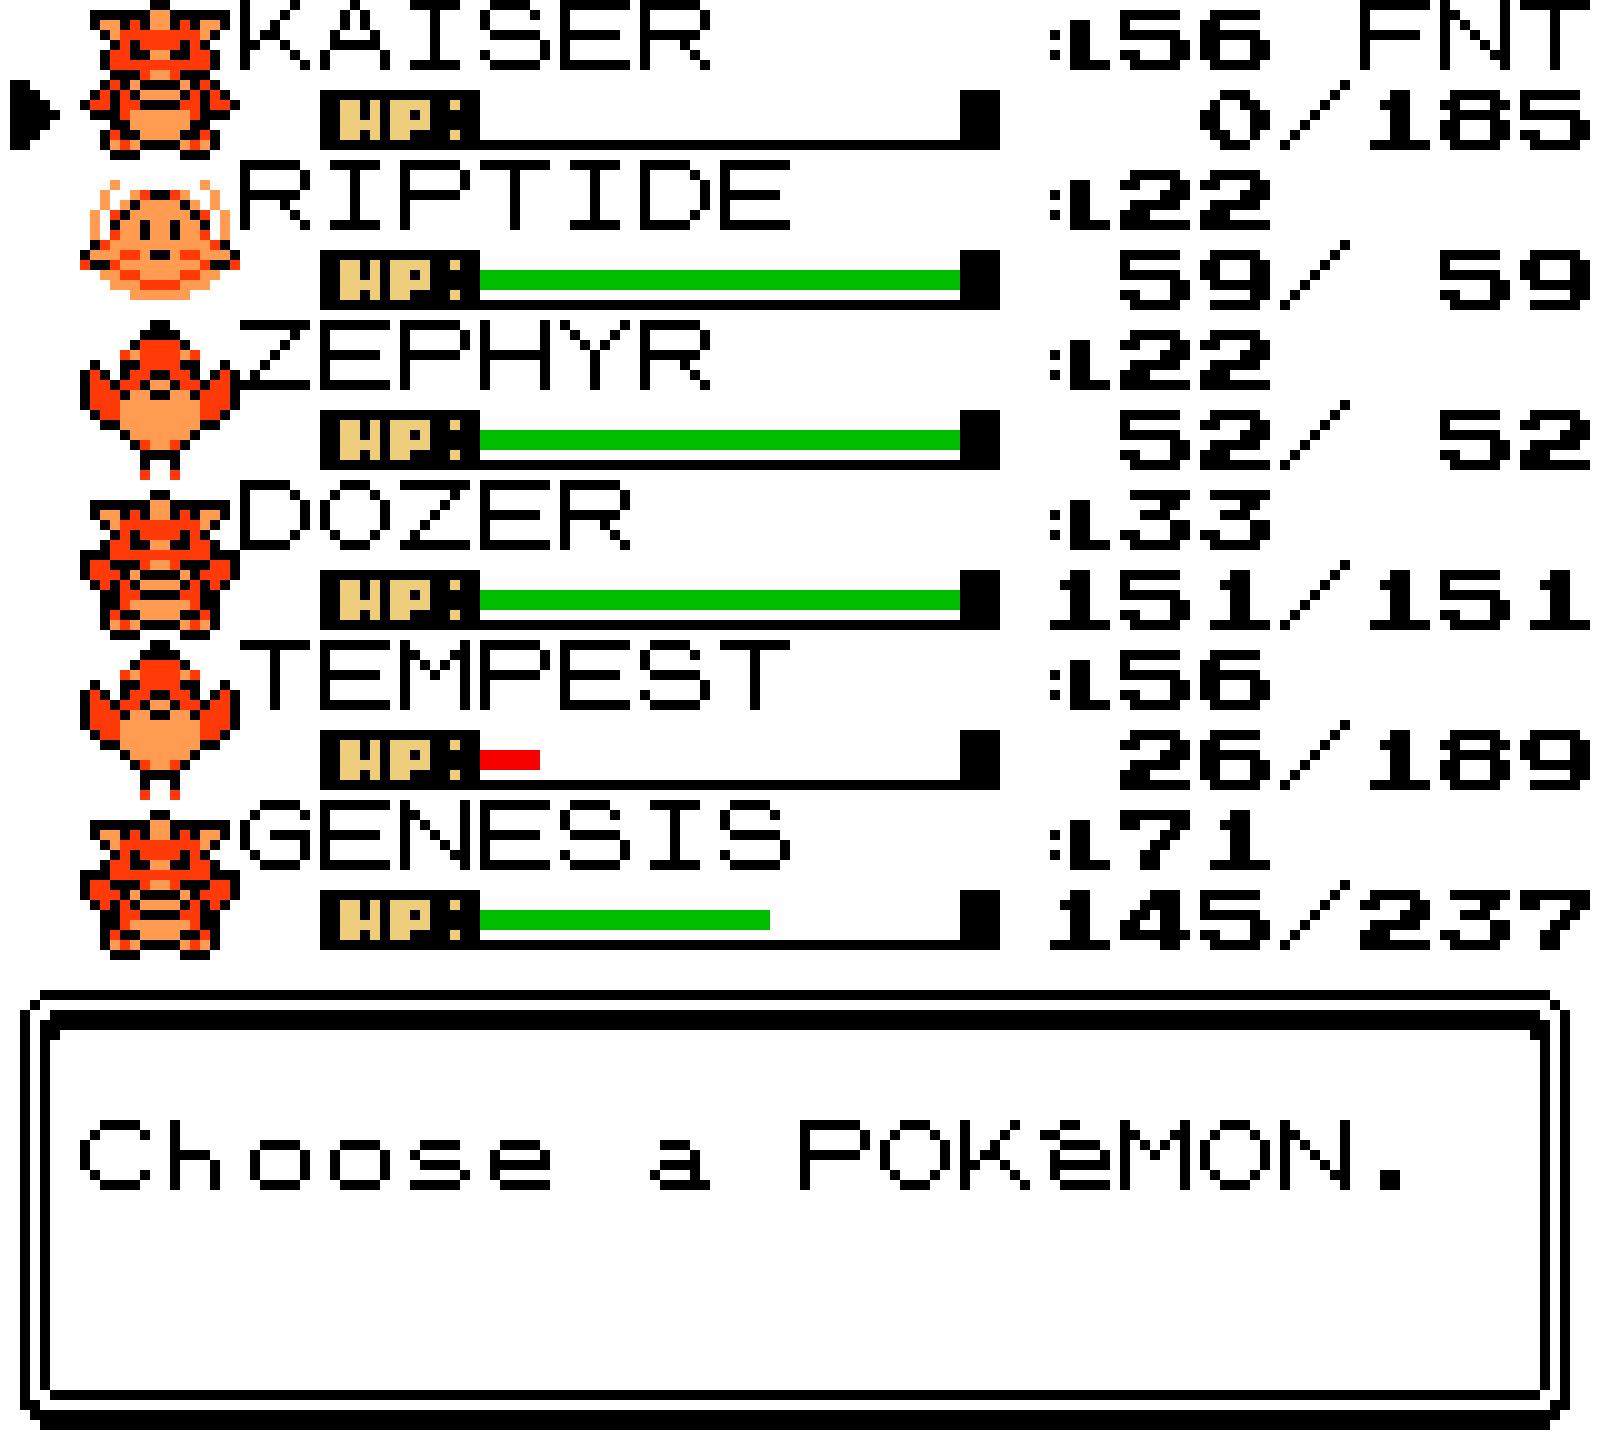 KAISER :L56 FNT
HP: 0/185
RIPTIDE :L22
HP: 59/ 59
ZEPHYR :L22
HP: 52/ 52
DOZER :L33
HP: 151/151
TEMPEST :L56
HP: 26/189
GENESIS :L71
HP: 145/237
Choose a POKéMON.